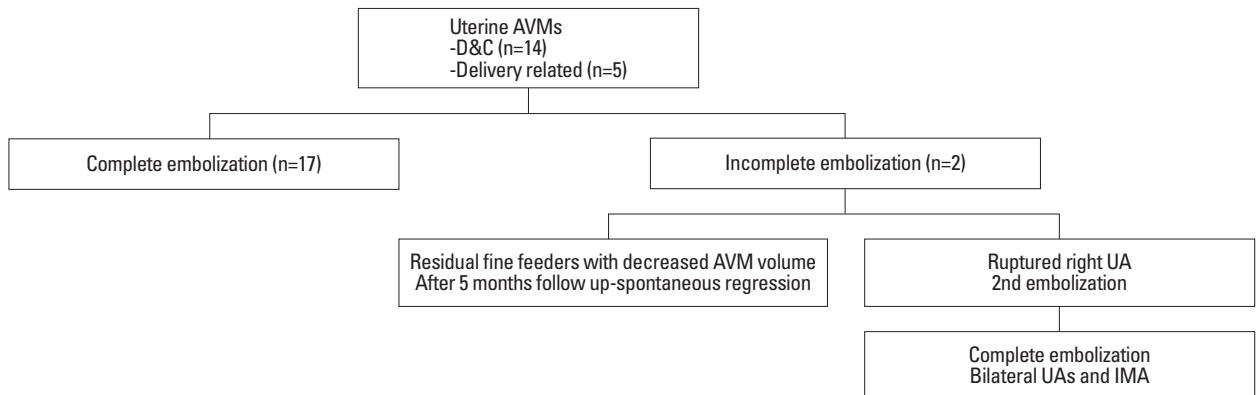 Uterine AVMs
-D&C (n=14)
-Delivery related (n=5)
Complete embolization (n=17)
Incomplete embolization (n=2)
Residual fine feeders with decreased AVM volume
After 5 months follow up-spontaneous regression
Ruptured right UA
2nd embolization
Complete embolization
Bilateral UAs and IMA